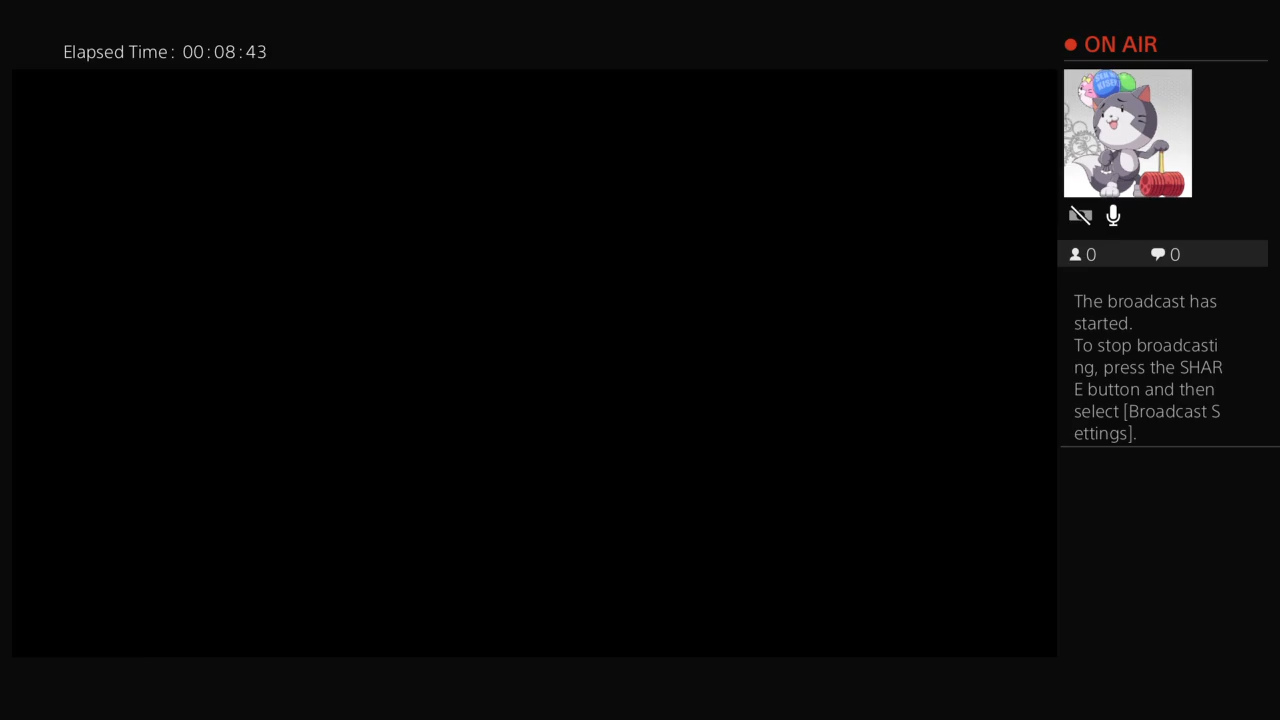 Elapsed Time: 00:08:43
ON AIR
0
0
The broadcast has
started.
To stop broadcasti
ng, press the SHAR
E button and then
select [Broadcast S
ettings].